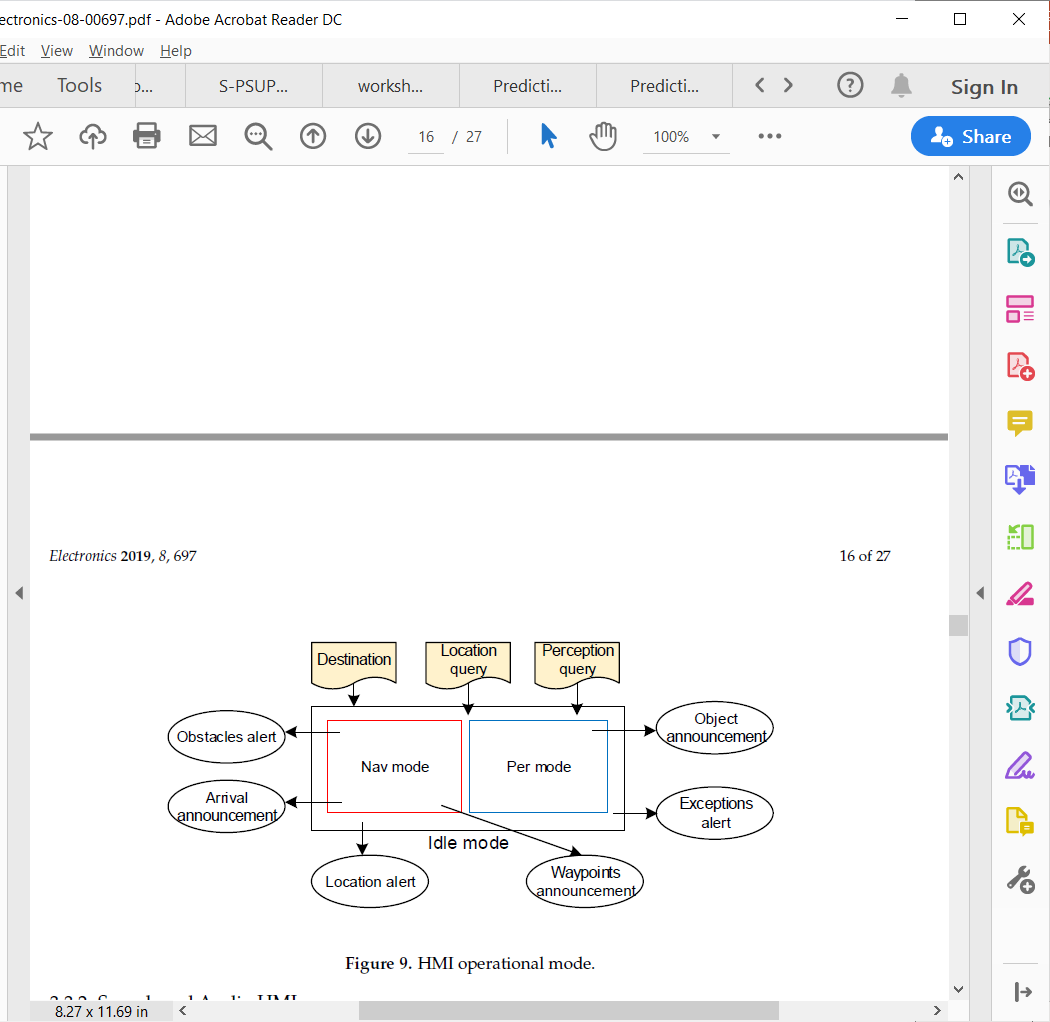 ectronics-08-00697.pdf - Adobe Acrobat Reader DC
Edit View Window Help
me Tools o... S-PSUP... worksh... Predicti... Predicti... Sign In
16 / 27 100% ••• Share
Electronics 2019, 8, 697 16 of 27
Destination
Location
query
Perception
query
Obstacles alert
Object
announcement
Nav mode
Per mode
Arrival
announcement
Exceptions
alert
Idle mode
Location alert
Waypoints
announcement
Figure 9. HMI operational mode.
8.27 x 11.69 in